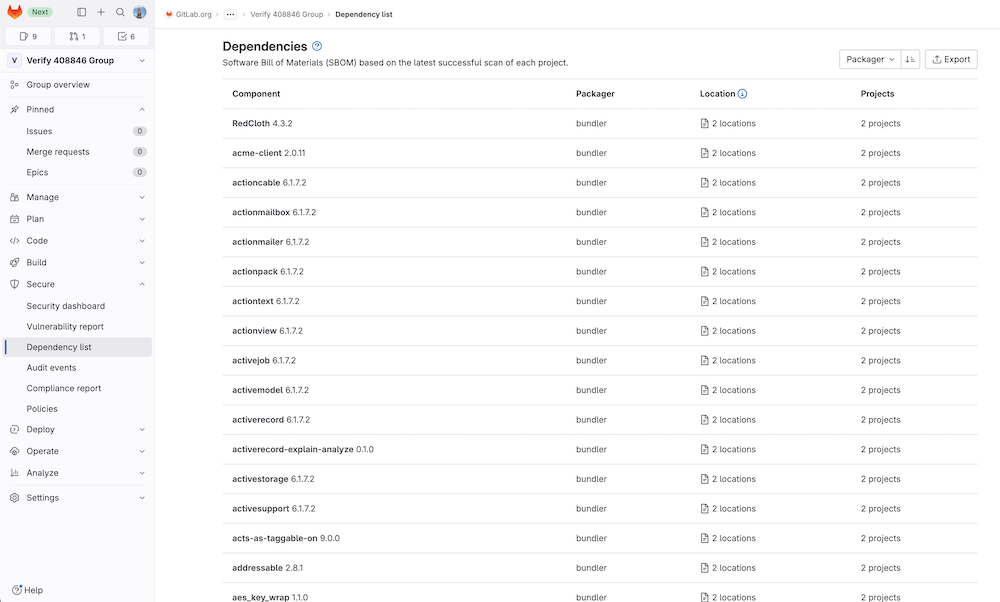 Next
9
1
6
V Verify 408846 Group
Group overview
Pinned
Issues 0
Merge requests 0
Epics 0
Manage
Plan
Code
Build
Secure
Security dashboard
Vulnerability report
Dependency list
Audit events
Compliance report
Policies
Deploy
Operate
Analyze
Settings
Help
GitLab.org › ... › Verify 408846 Group › Dependency list
Dependencies
Software Bill of Materials (SBOM) based on the latest successful scan of each project.
Packager
Export
Component Packager Location Projects
RedCloth 4.3.2 bundler 2 locations 2 projects
acme-client 2.0.11 bundler 2 locations 2 projects
actioncable 6.1.7.2 bundler 2 locations 2 projects
actionmailbox 6.1.7.2 bundler 2 locations 2 projects
actionmailer 6.1.7.2 bundler 2 locations 2 projects
actionpack 6.1.7.2 bundler 2 locations 2 projects
actiontext 6.1.7.2 bundler 2 locations 2 projects
actionview 6.1.7.2 bundler 2 locations 2 projects
activejob 6.1.7.2 bundler 2 locations 2 projects
activemodel 6.1.7.2 bundler 2 locations 2 projects
activerecord 6.1.7.2 bundler 2 locations 2 projects
activerecord-explain-analyze 0.1.0 bundler 2 locations 2 projects
activestorage 6.1.7.2 bundler 2 locations 2 projects
activesupport 6.1.7.2 bundler 2 locations 2 projects
acts-as-taggable-on 9.0.0 bundler 2 locations 2 projects
addressable 2.8.1 bundler 2 locations 2 projects
aes_key_wrap 1.1.0 bundler 2 locations 2 projects